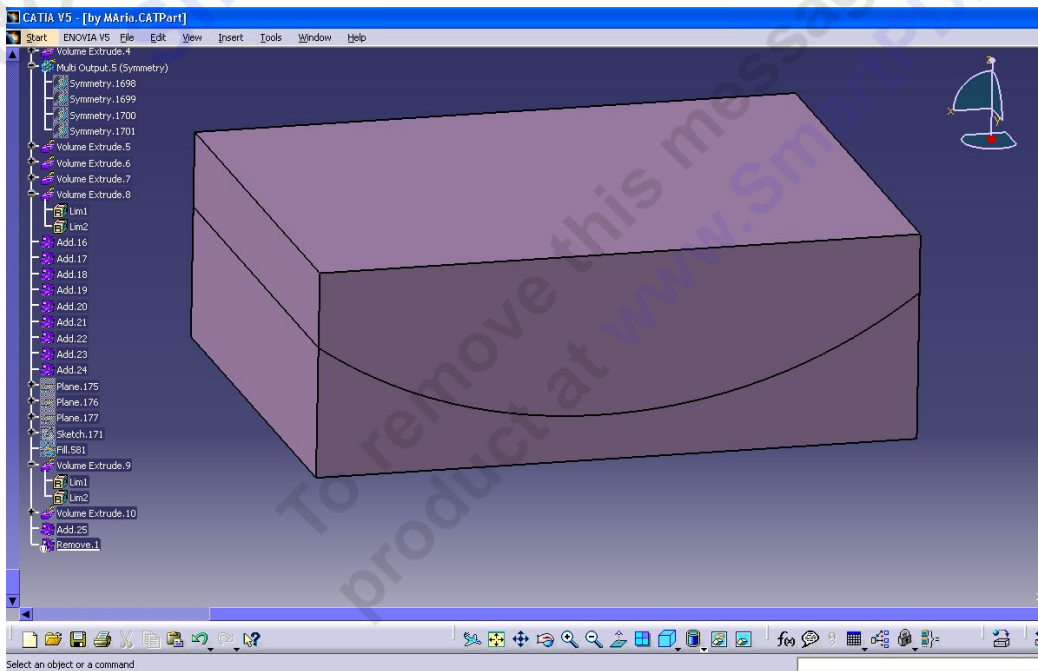 CATIA V5 - [by MAria.CATPart]
Start ENOVIA V5 File Edit View Insert Tools Window Help
Volume Extrude.4
Multi Output.5 (Symmetry)
Symmetry.1698
Symmetry.1699
Symmetry.1700
Symmetry.1701
Volume Extrude.5
Volume Extrude.6
Volume Extrude.7
Volume Extrude.8
Lim1
Lim2
Add.16
Add.17
Add.18
Add.19
Add.20
Add.21
Add.22
Add.23
Add.24
Plane.175
Plane.176
Plane.177
Sketch.171
Fill.581
Volume Extrude.9
Lim1
Lim2
Volume Extrude.10
Add.25
Remove.1
z
x
y
To remove this message
product at www.Smart
f(x)
Select an object or a command